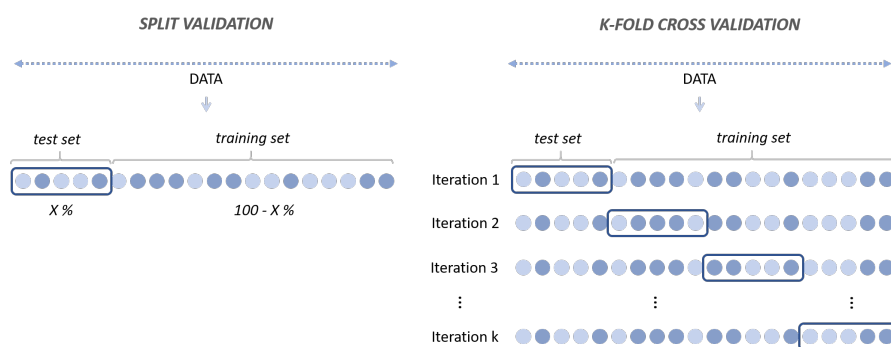 SPLIT VALIDATION
DATA
test set
training set
X %
100 - X %
K-FOLD CROSS VALIDATION
DATA
test set
training set
Iteration 1
Iteration 2
Iteration 3
Iteration k